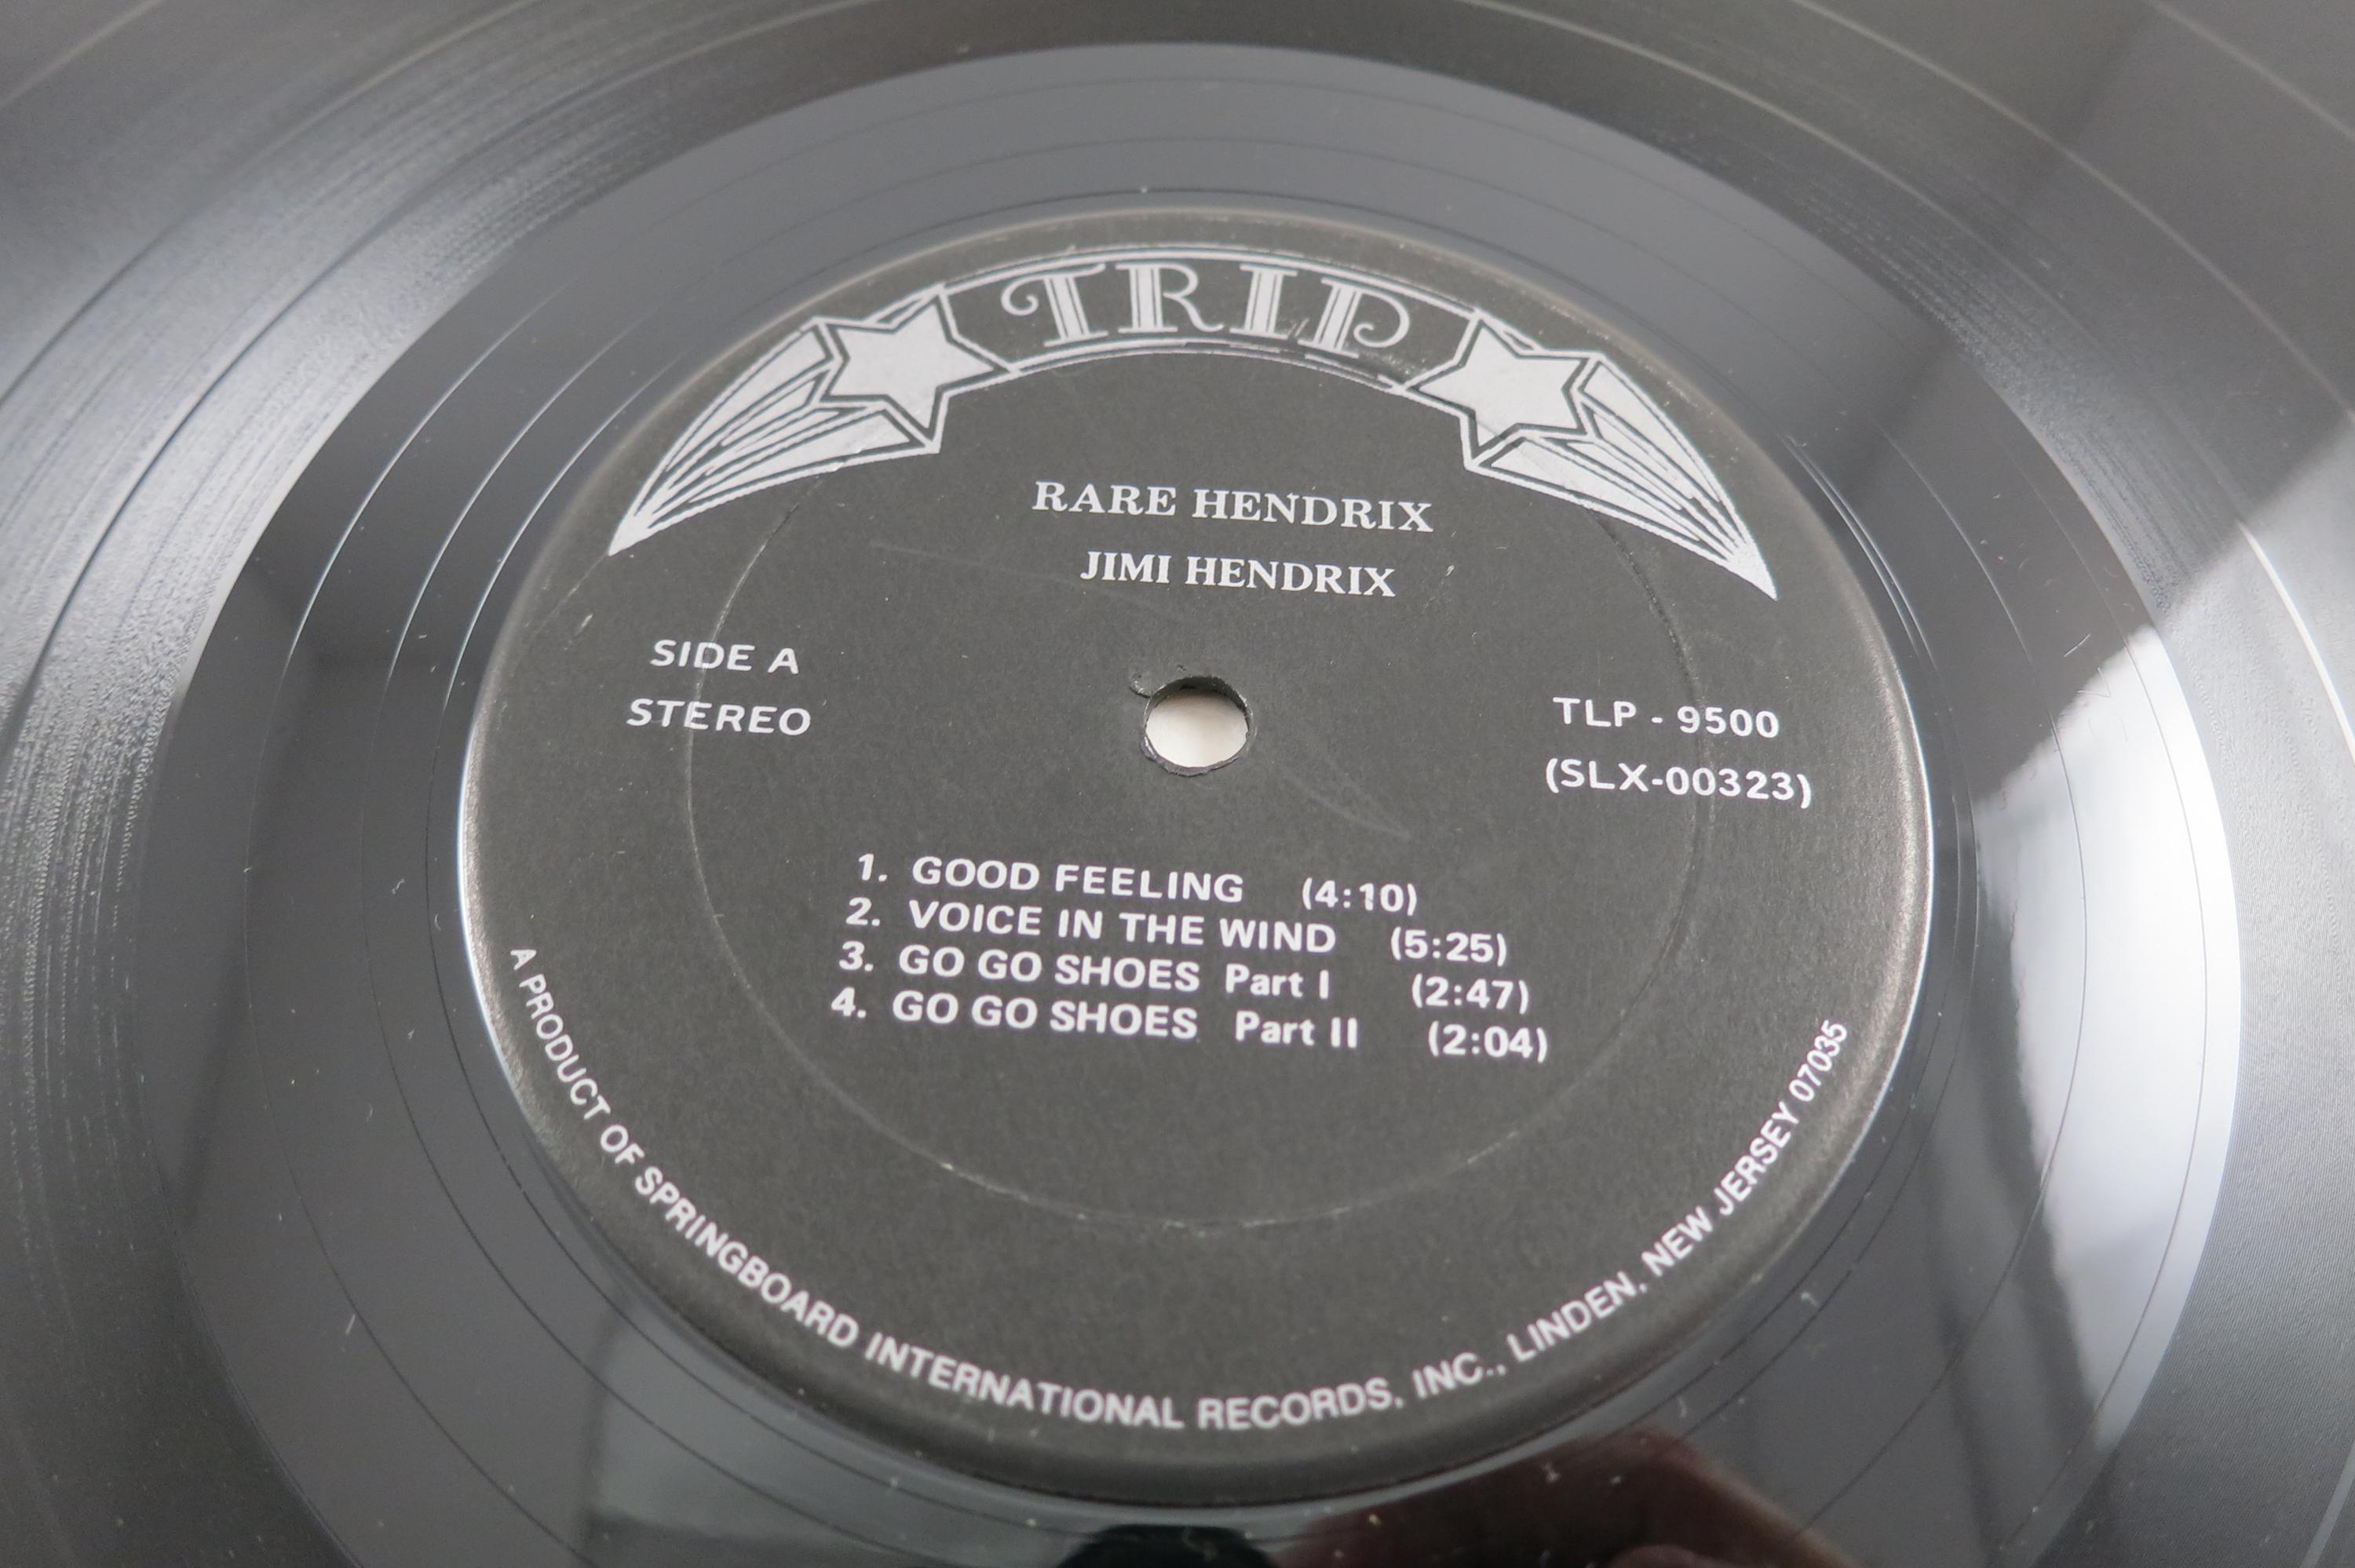 TRIP
RARE HENDRIX
JIMI HENDRIX
SIDE A
STEREO
TLP - 9500
(SLX-00323)
1. GOOD FEELING (4:10)
2. VOICE IN THE WIND (5:25)
3. GO GO SHOES Part I (2:47)
4. GO GO SHOES Part II (2:04)
A PRODUCT OF SPRINGBOARD INTERNATIONAL RECORDS, INC., LINDEN, NEW JERSEY 07035